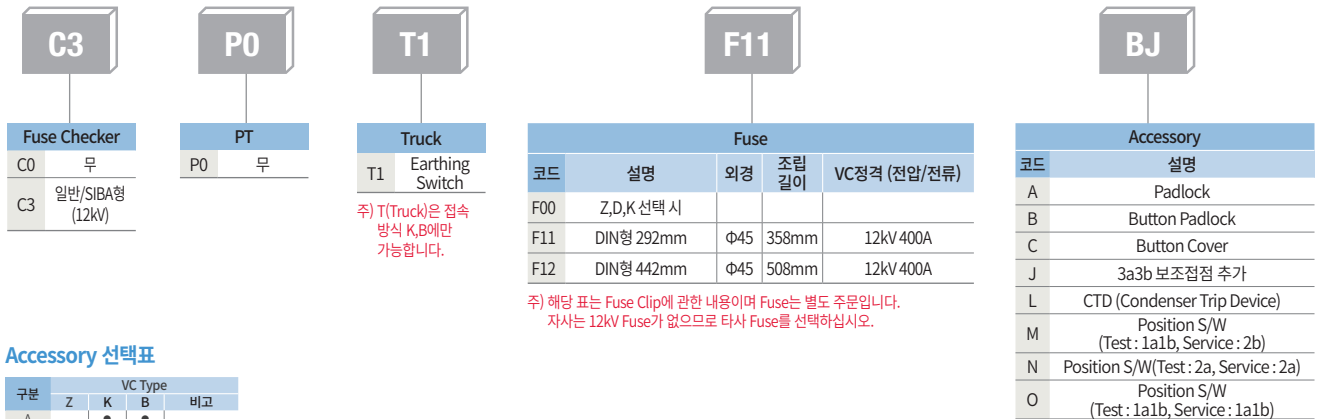 C3 P0 T1 F11 BJ
Fuse Checker
C0 무
C3 일반/SIBA형
(12kV)
PT
P0 무
Truck
T1 Earthing
Switch
주) T(Truck)은 접속
방식 K,B에만
가능합니다.
Fuse
코드 설명 외경 조립
길이 VC정격 (전압/전류)
F00 Z,D,K 선택 시
F11 DIN형 292mm Φ45 358mm 12kV 400A
F12 DIN형 442mm Φ45 508mm 12kV 400A
주) 해당 표는 Fuse Clip에 관한 내용이며 Fuse는 별도 주문입니다.
자사는 12kV Fuse가 없으므로 타사 Fuse를 선택하십시오.
Accessory
코드 설명
A Padlock
B Button Padlock
C Button Cover
J 3a3b 보조접점 추가
L CTD (Condenser Trip Device)
M Position S/W
(Test : 1a1b, Service : 2b)
N Position S/W(Test : 2a, Service : 2a)
O Position S/W
(Test : 1a1b, Service : 1a1b)
Accessory 선택표
구분 VC Type
Z K B 비고
A ● ●